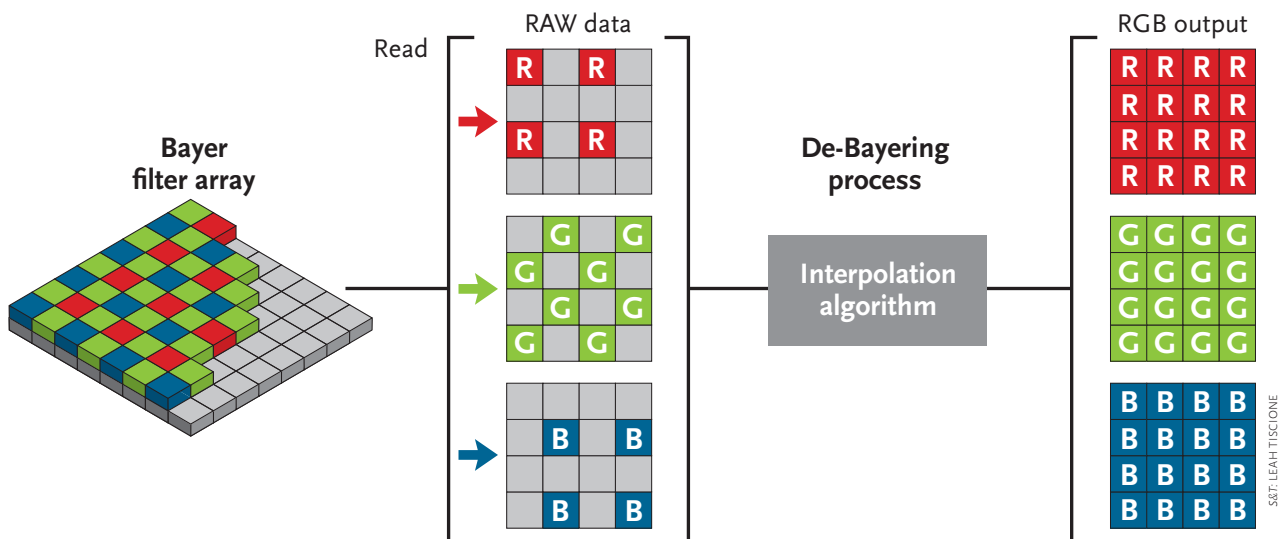 Read
RAW data
RGB output
Bayer
filter array
R R
R R
De-Bayering
process
R R R R
R R R R
R R R R
R R R R
G G
G G
G G
G G
Interpolation
algorithm
G G G G
G G G G
G G G G
G G G G
B B
B B
B B B B
B B B B
B B B B
B B B B
S&T: LEAH TISCIONE